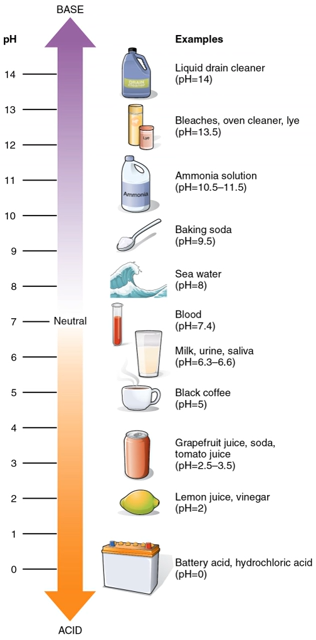 BASE
pH
Examples
14
Liquid drain cleaner
(pH=14)
13
Bleaches, oven cleaner, lye
(pH=13.5)
Lye
12
11
Ammonia solution
(pH=10.5–11.5)
Ammonia
10
Baking soda
(pH=9.5)
9
Sea water
(pH=8)
8
Blood
(pH=7.4)
7
Neutral
Milk, urine, saliva
(pH=6.3–6.6)
6
5
Black coffee
(pH=5)
4
Grapefruit juice, soda,
tomato juice
(pH=2.5–3.5)
3
2
Lemon juice, vinegar
(pH=2)
1
0
Battery acid, hydrochloric acid
(pH=0)
ACID